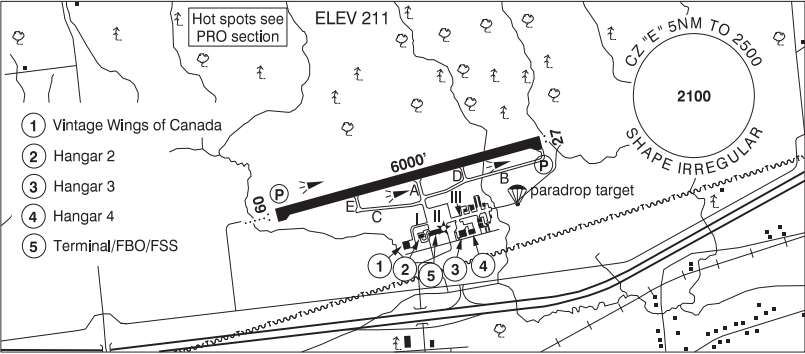 Hot spots see
PRO section
ELEV 211
CZ "E" 5NM TO 2500
2100
SHAPE IRREGULAR
1 Vintage Wings of Canada
2 Hangar 2
3 Hangar 3
4 Hangar 4
5 Terminal/FBO/FSS
6000'
27
09
P
P
A
D
B
E
C
I
II
III
paradrop target
1
2
5
3
4